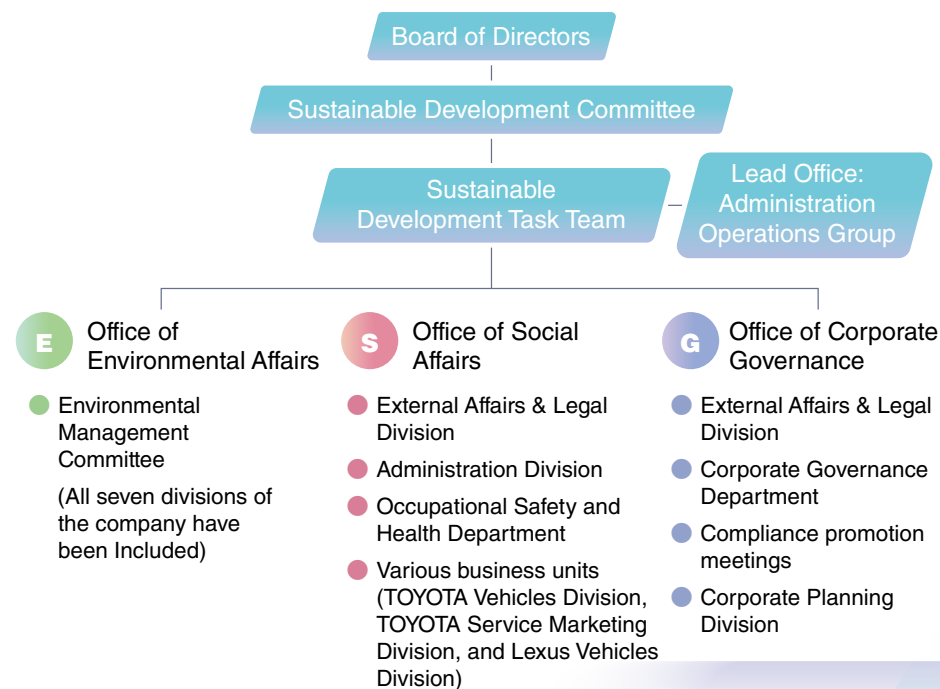 Board of Directors
Sustainable Development Committee
Sustainable
Development Task Team
Lead Office:
Administration
Operations Group
E
Office of
Environmental Affairs
Environmental
Management
Committee
(All seven divisions of
the company have
been Included)
S
Office of Social
Affairs
External Affairs & Legal
Division
Administration Division
Occupational Safety and
Health Department
Various business units
(TOYOTA Vehicles Division,
TOYOTA Service Marketing
Division, and Lexus Vehicles
Division)
G
Office of Corporate
Governance
External Affairs & Legal
Division
Corporate Governance
Department
Compliance promotion
meetings
Corporate Planning
Division